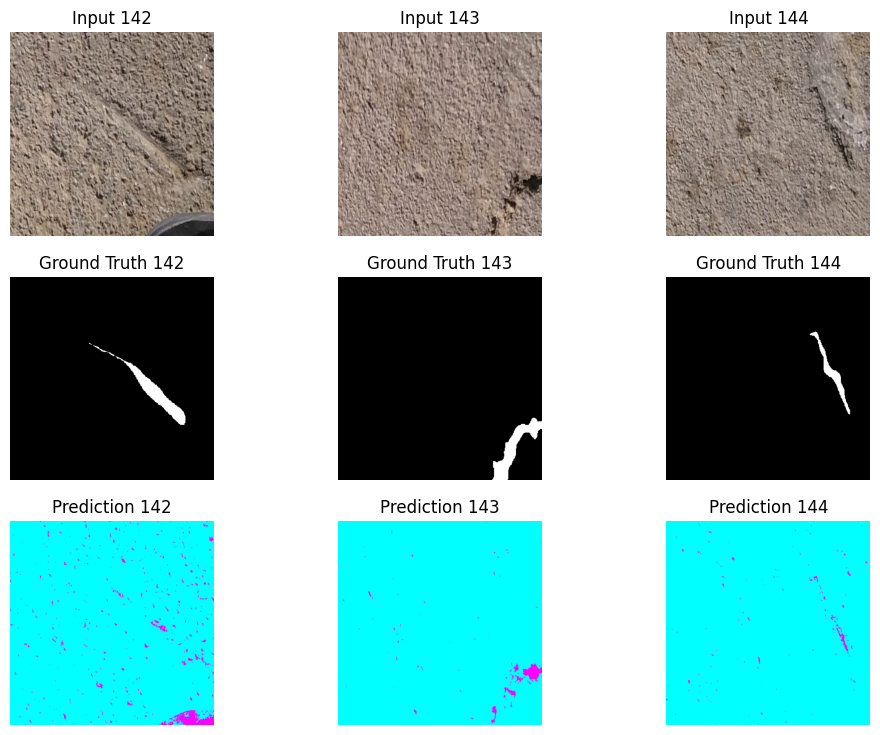 Input 142
Input 143
Input 144
Ground Truth 142
Ground Truth 143
Ground Truth 144
Prediction 142
Prediction 143
Prediction 144